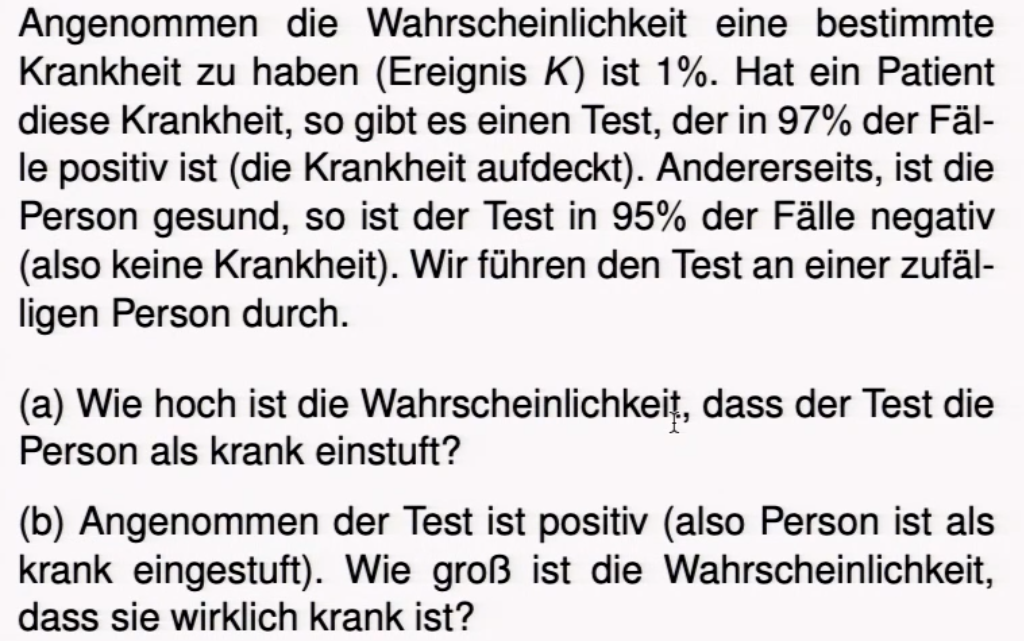 Angenommen die Wahrscheinlichkeit eine bestimmte
Krankheit zu haben (Ereignis K) ist 1%. Hat ein Patient
diese Krankheit, so gibt es einen Test, der in 97% der Fäl-
le positiv ist (die Krankheit aufdeckt). Andererseits, ist die
Person gesund, so ist der Test in 95% der Fälle negativ
(also keine Krankheit). Wir führen den Test an einer zufäl-
ligen Person durch.
(a) Wie hoch ist die Wahrscheinlichkeit, dass der Test die
Person als krank einstuft?
(b) Angenommen der Test ist positiv (also Person ist als
krank eingestuft). Wie groß ist die Wahrscheinlichkeit,
dass sie wirklich krank ist?